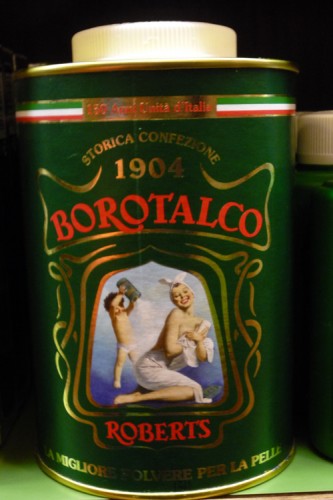 150 Anni Unità d'Italia
STORICA CONFEZIONE
1904
BOROTALCO
ROBERTS
LA MIGLIORE POLVERE PER LA PELLE